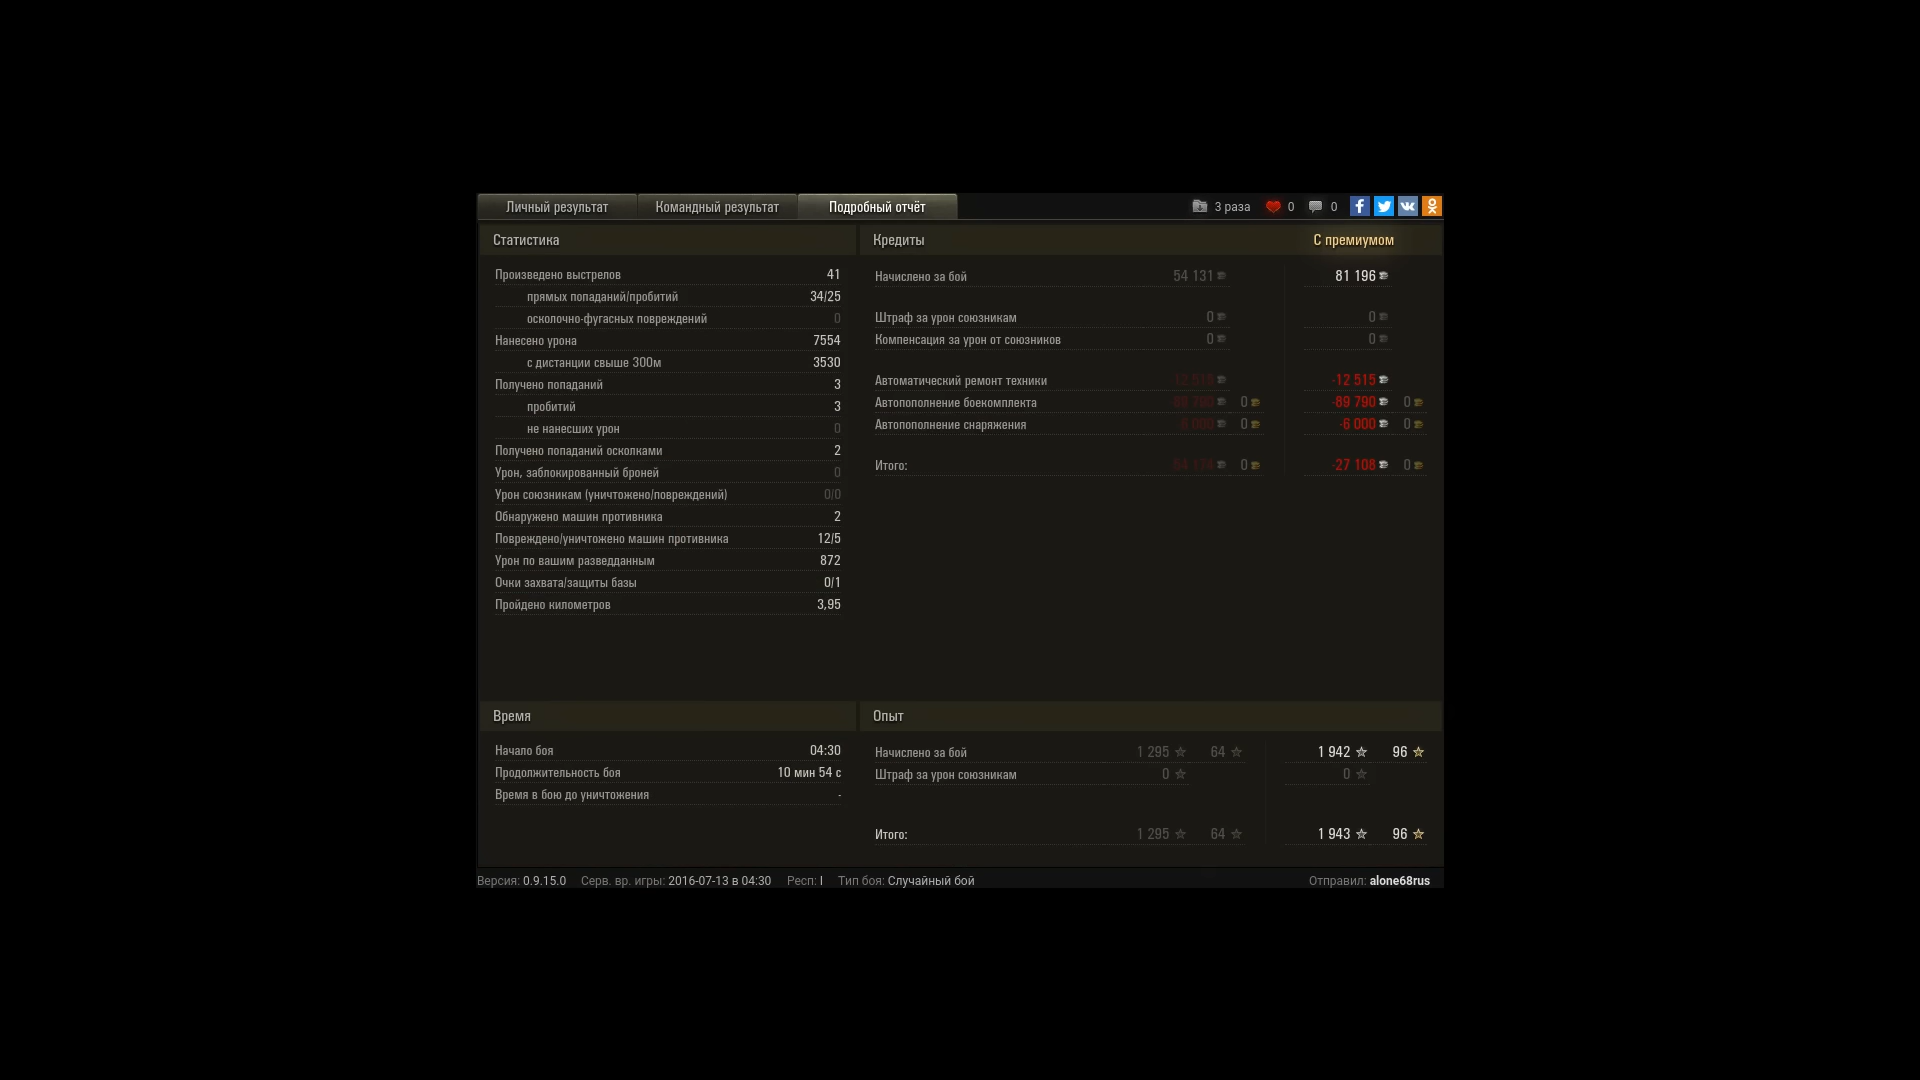 Личный результат Командный результат Подробный отчёт 3 раза 0 0
Статистика
Произведено выстрелов 41
прямых попаданий/пробитий 34/25
осколочно-фугасных повреждений 0
Нанесено урона 7554
с дистанции свыше 300м 3530
Получено попаданий 3
пробитий 3
не нанесших урон 0
Получено попаданий осколками 2
Урон, заблокированный броней 0
Урон союзникам (уничтожено/повреждений) 0/0
Обнаружено машин противника 2
Повреждено/уничтожено машин противника 12/5
Урон по вашим разведданным 872
Очки захвата/защиты базы 0/1
Пройдено километров 3,95
Кредиты С премиумом
Начислено за бой 54 131 81 196
Штраф за урон союзникам 0 0
Компенсация за урон от союзников 0 0
Автоматический ремонт техники -12 515
Автопополнение боекомплекта 0 -89 790 0
Автопополнение снаряжения 0 -6 000 0
Итого: 0 -27 108 0
Время
Начало боя 04:30
Продолжительность боя 10 мин 54 с
Время в бою до уничтожения -
Опыт
Начислено за бой 1 295 64 1 942 96
Штраф за урон союзникам 0 0
Итого: 1 295 64 1 943 96
Версия: 0.9.15.0 Серв. вр. игры: 2016-07-13 в 04:30 Респ: I Тип боя: Случайный бой Отправил: alone68rus